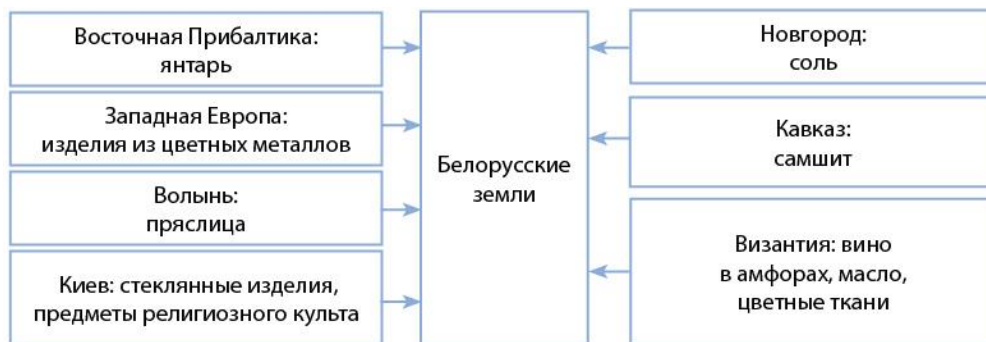 Восточная Прибалтика:
янтарь
Западная Европа:
изделия из цветных металлов
Волынь:
пряслица
Киев: стеклянные изделия,
предметы религиозного культа
Белорусские
земли
Новгород:
соль
Кавказ:
самшит
Византия: вино
в амфорах, масло,
цветные ткани